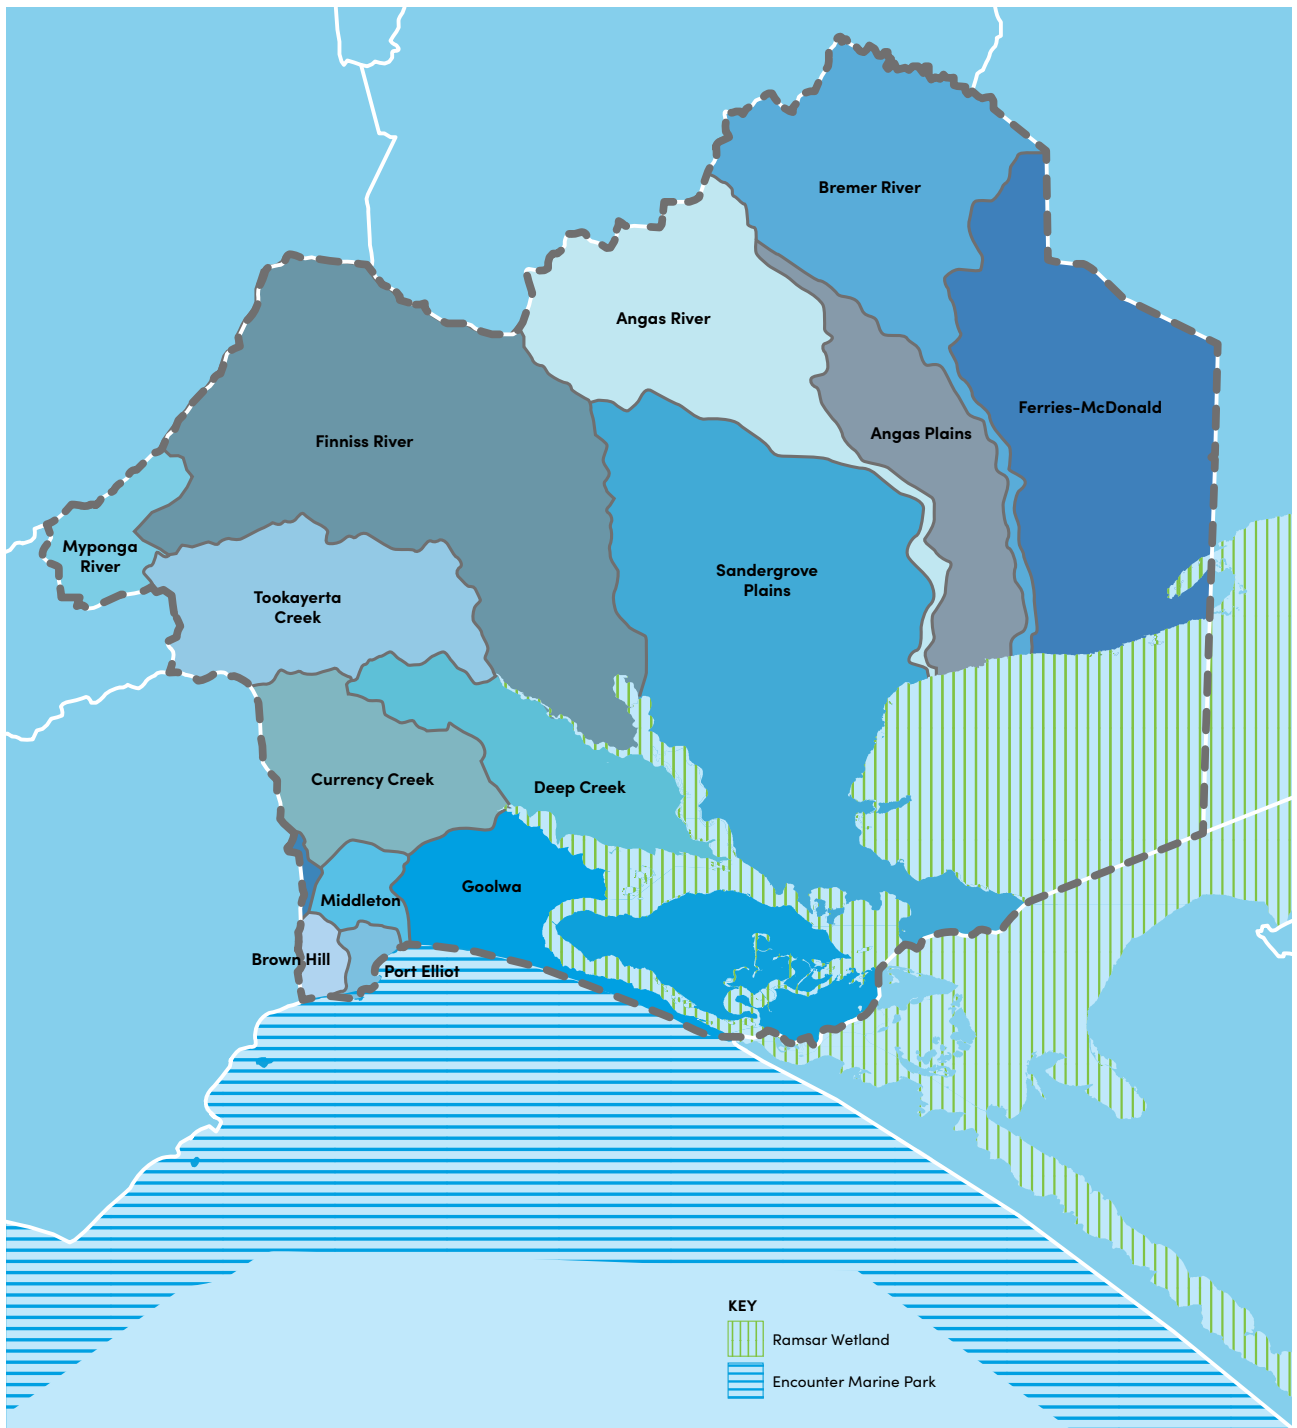 Bremer River
Angas River
Ferries-McDonald
Angas Plains
Finniss River
Myponga
River
Sandergrove
Plains
Tookayerta
Creek
Currency Creek
Deep Creek
Goolwa
Middleton
Brown Hill
Port Elliot
KEY
Ramsar Wetland
Encounter Marine Park